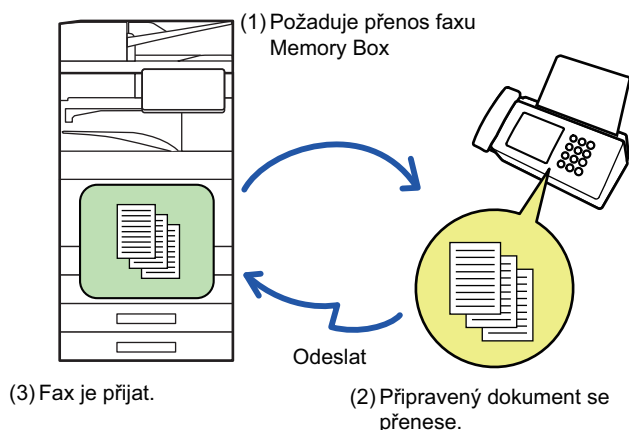 (1) Požaduje přenos faxu
Memory Box
Odeslat
(3) Fax je přijat.
(2) Připravený dokument se
přenese.